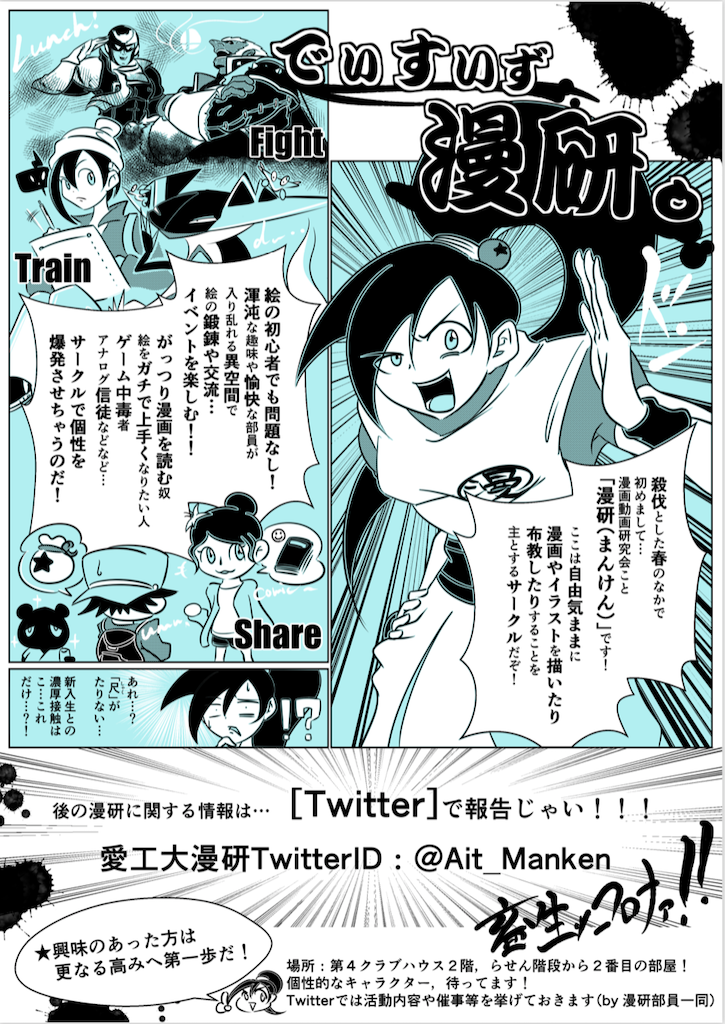 でぃすいず
漫研。
ドン!
殺伐とした春のなかで
初めまして…
漫画動画研究会こと
「漫研(まんけん)」です!
ここは自由気ままに
漫画やイラストを描いたり
布教したりすることを
主とするサークルだぞ!
Lunch!
Fight
Train
絵の初心者でも問題なし!
渾沌な趣味や愉快な部員が
入り乱れる異空間で
絵の鍛錬や交流…
イベントを楽しむ!!
がっつり漫画を読む奴
絵をガチで上手くなりたい人
ゲーム中毒者
アナログ信徒などなど…
サークルで個性を
爆発させちゃうのだ!
Comic~
Share
あれ…?
「尺」が
たりない…
!!?
新入生との
濃厚接触は
こ…これ
だけ…?!
後の漫研に関する情報は… [Twitter]で報告じゃい!!!
愛工大漫研TwitterID:@Ait_Manken
畜生メコロナァ!!
★興味のあった方は
更なる高みへ第一歩だ!
場所:第4クラブハウス2階,らせん階段から2番目の部屋!
個性的なキャラクター,待ってます!
Twitterでは活動内容や催事等を挙げておきます(by 漫研部員一同)